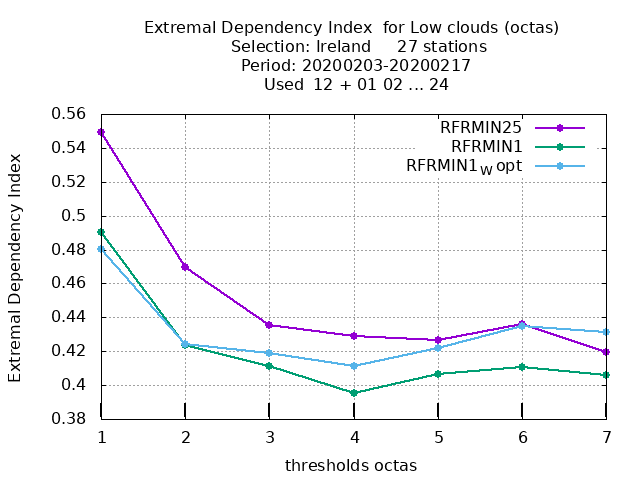 Extremal Dependency Index  for Low clouds (octas)
Selection: Ireland     27 stations
Period: 20200203-20200217
Used  12 + 01 02 ... 24
RFRMIN25
RFRMIN1
RFRMIN1W opt
Extremal Dependency Index
0.56
0.54
0.52
0.5
0.48
0.46
0.44
0.42
0.4
0.38
1 2 3 4 5 6 7
thresholds octas